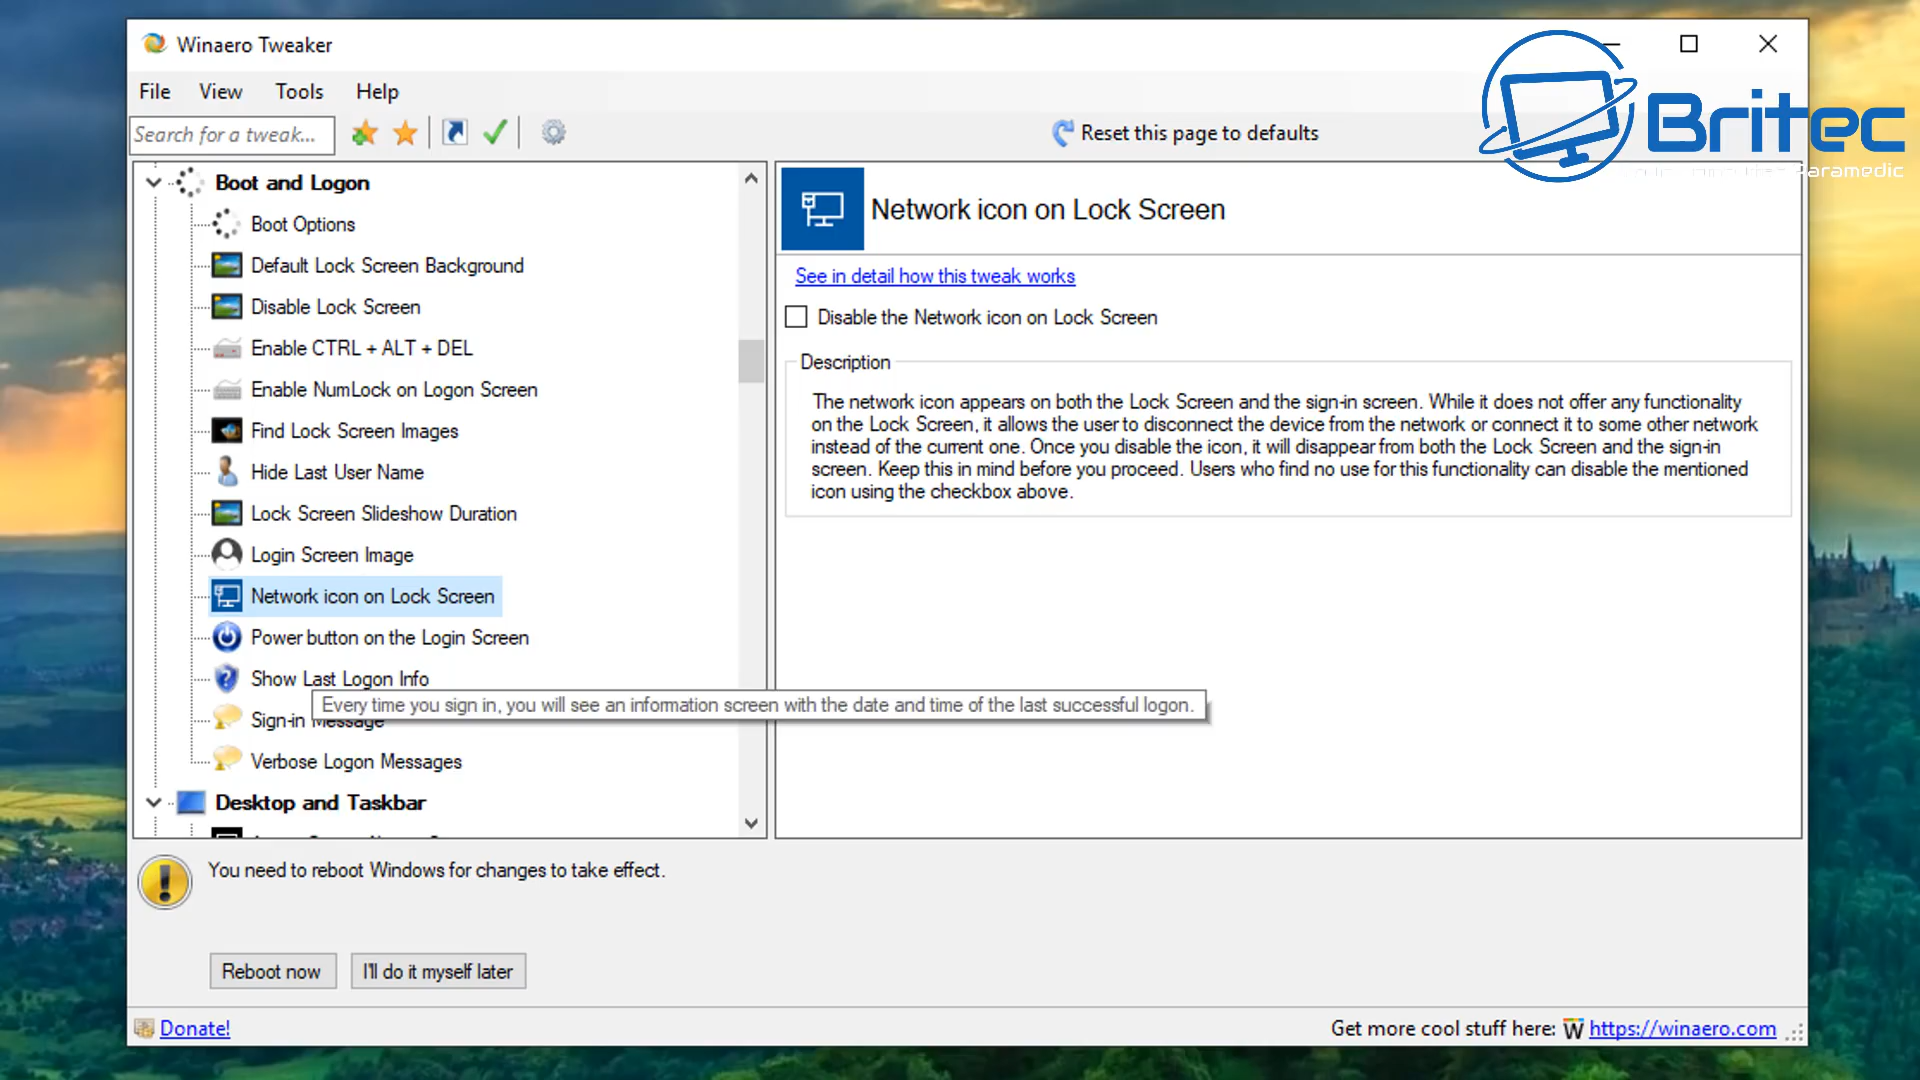 Winaero Tweaker
File View Tools Help
Search for a tweak...
Reset this page to defaults
Britec
Paramedic
Boot and Logon
Boot Options
Default Lock Screen Background
Disable Lock Screen
Enable CTRL + ALT + DEL
Enable NumLock on Logon Screen
Find Lock Screen Images
Hide Last User Name
Lock Screen Slideshow Duration
Login Screen Image
Network icon on Lock Screen
Power button on the Login Screen
Show Last Logon Info
Every time you sign in, you will see an information screen with the date and time of the last successful logon.
Sign-in Message
Verbose Logon Messages
Desktop and Taskbar
Network icon on Lock Screen
See in detail how this tweak works
Disable the Network icon on Lock Screen
Description
The network icon appears on both the Lock Screen and the sign-in screen. While it does not offer any functionality
on the Lock Screen, it allows the user to disconnect the device from the network or connect it to some other network
instead of the current one. Once you disable the icon, it will disappear from both the Lock Screen and the sign-in
screen. Keep this in mind before you proceed. Users who find no use for this functionality can disable the mentioned
icon using the checkbox above.
You need to reboot Windows for changes to take effect.
Reboot now
I'll do it myself later
Donate!
Get more cool stuff here: W https://winaero.com